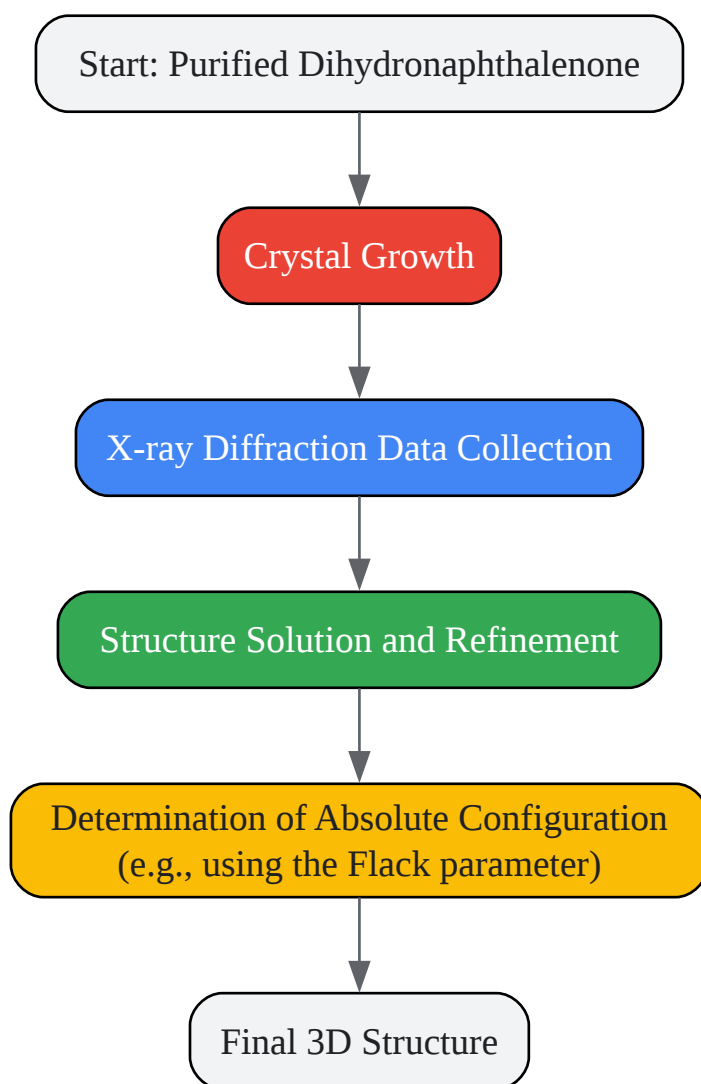 Start: Purified Dihydronaphthalenone
Crystal Growth
X-ray Diffraction Data Collection
Structure Solution and Refinement
Determination of Absolute Configuration
(e.g., using the Flack parameter)
Final 3D Structure